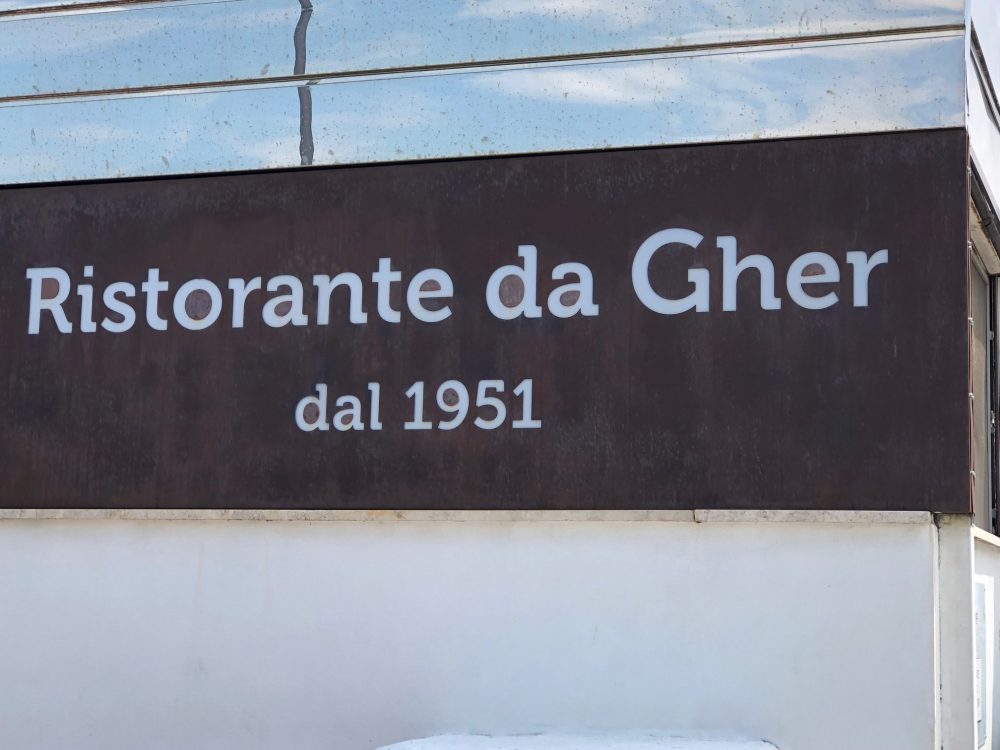 Ristorante da Gher
dal 1951